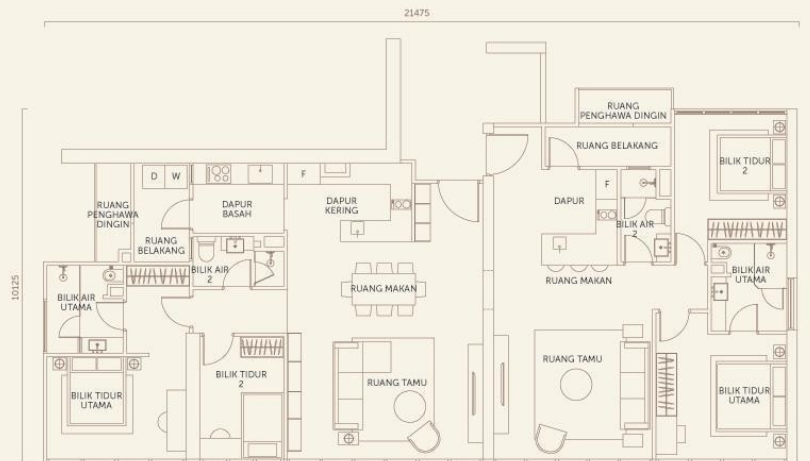 21475
10125
RUANG
PENGHAWA DINGIN
RUANG BELAKANG
BILIK TIDUR
2
D W
F
F
RUANG
PENGHAWA
DINGIN
DAPUR
BASAH
DAPUR
KERING
DAPUR
BILIK AIR
2
RUANG
BELAKANG
BILIK AIR
2
BILIK AIR
UTAMA
BILIK AIR
UTAMA
RUANG MAKAN
RUANG MAKAN
BILIK TIDUR
UTAMA
BILIK TIDUR
2
RUANG TAMU
RUANG TAMU
BILIK TIDUR
UTAMA